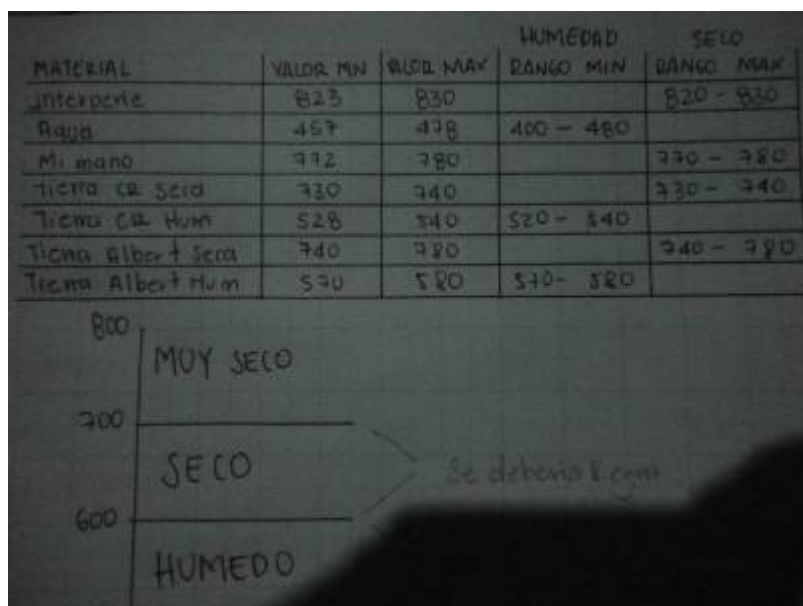 HUMEDAD SECO
MATERIAL VALOR MN VALOR MAX RANGO MIN RANGO MAX
Interperie 823 830 820 - 830
Agua 457 478 400 - 480
Mi mano 772 780 770 - 780
Tierra CR Seca 730 740 730 - 740
Tierra CR Hum 528 540 520 - 540
Tierra Albert Seca 740 780 740 - 780
Tierra Albert Hum 570 580 570 - 580
800
MUY SECO
700
SECO
Se deberia
600
HUMEDO